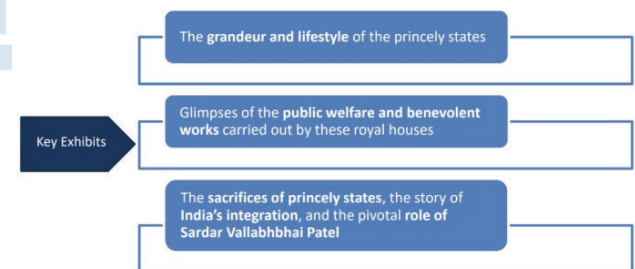 The grandeur and lifestyle of the princely states
Key Exhibits
Glimpses of the public welfare and benevolent
works carried out by these royal houses
The sacrifices of princely states, the story of
India's integration, and the pivotal role of
Sardar Vallabhbhai Patel